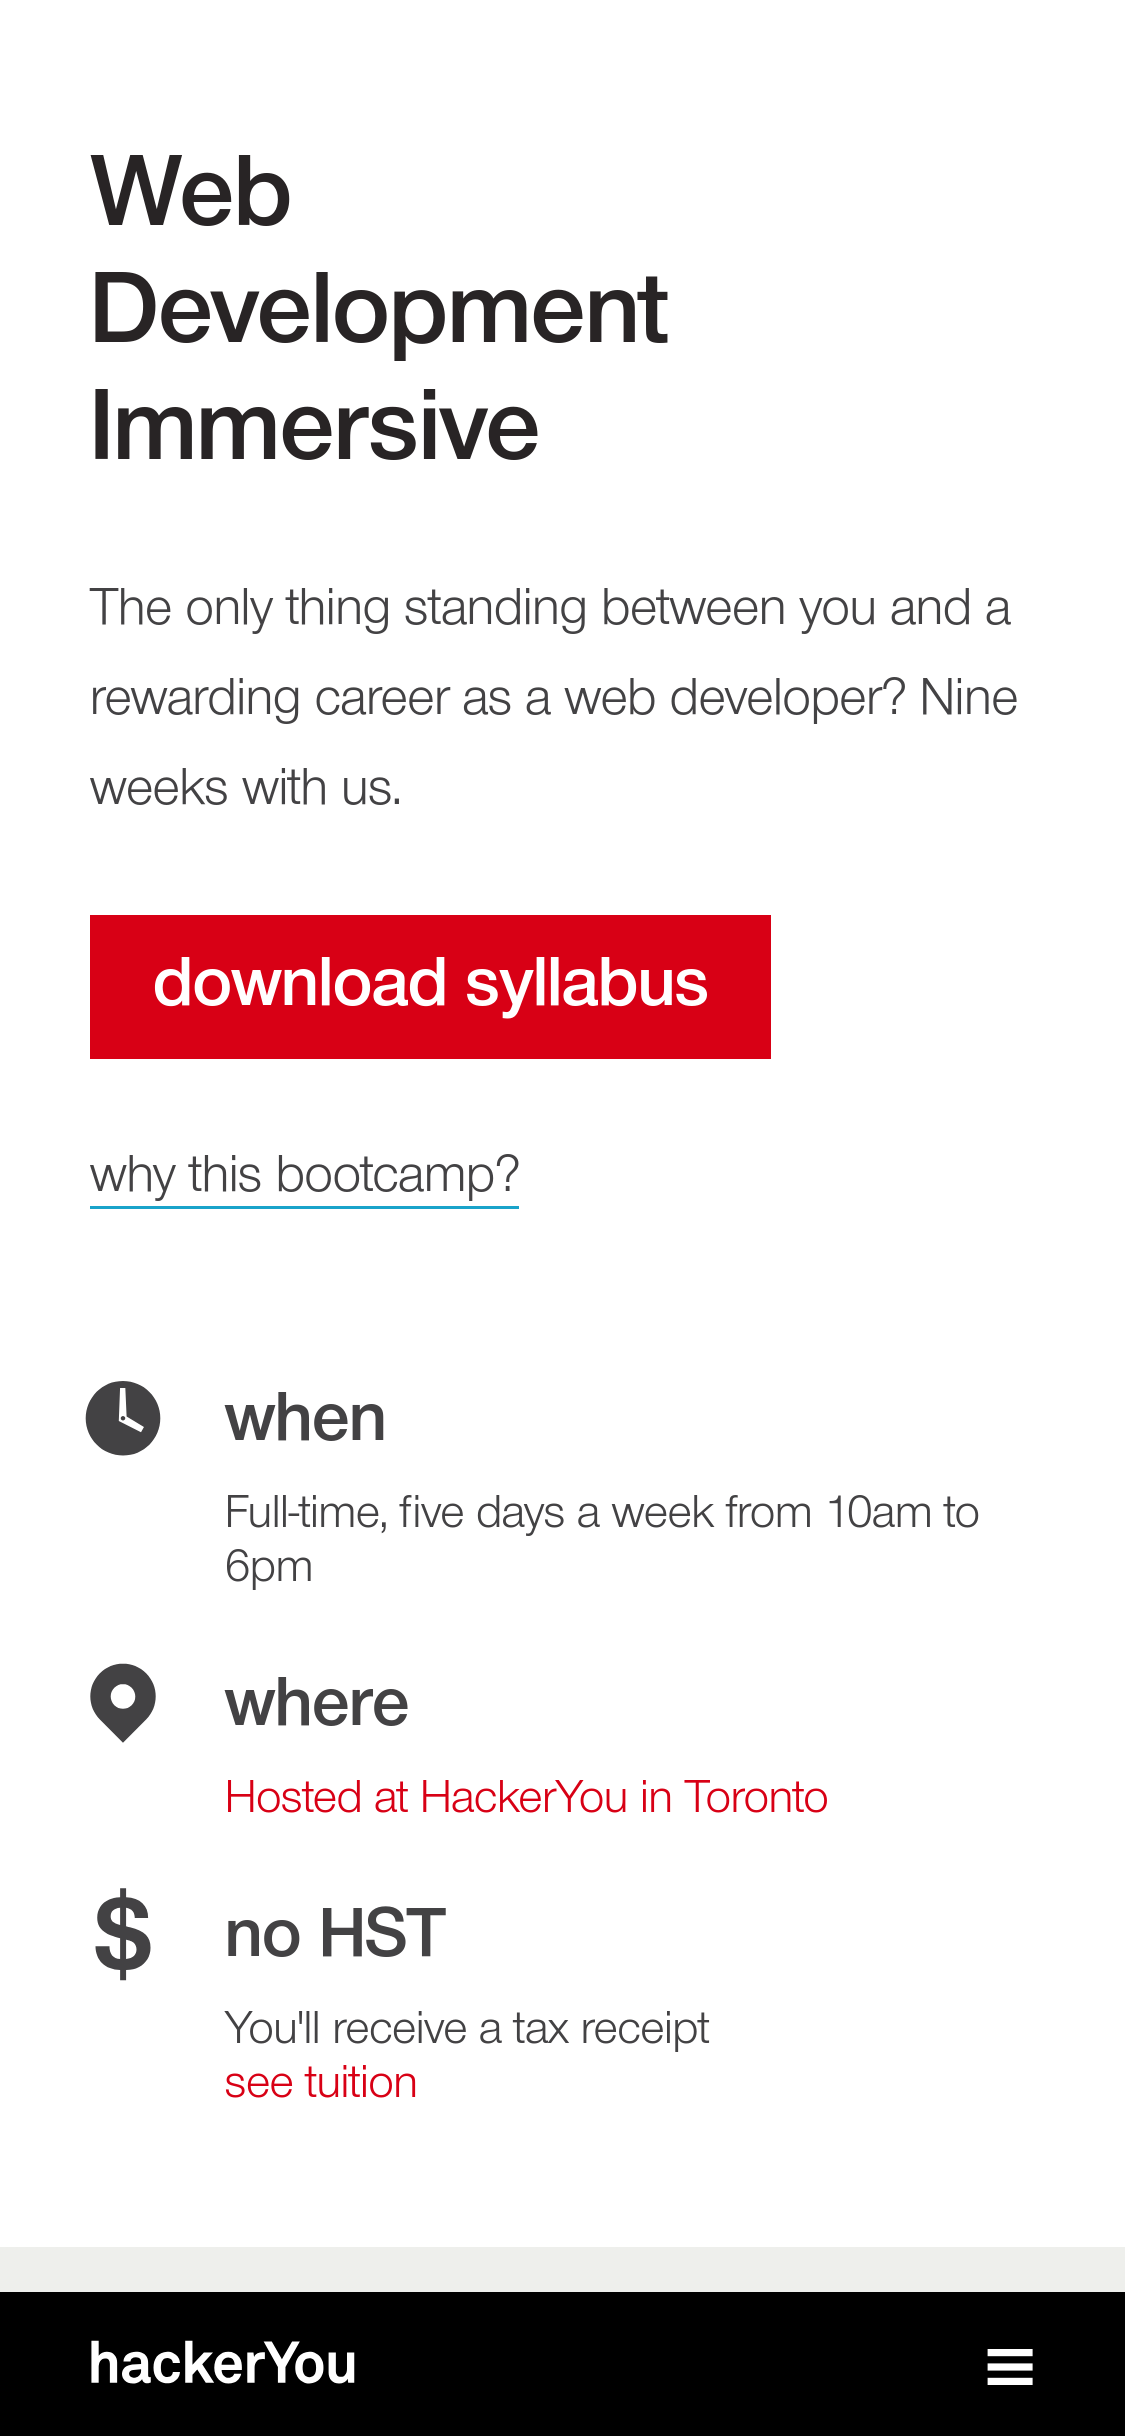 Web
Development
Immersive
The only thing standing between you and a
rewarding career as a web developer? Nine
weeks with us.
download syllabus
why this bootcamp?
when
Full-time, five days a week from 10am to
6pm
where
Hosted at HackerYou in Toronto
$ no HST
You'll receive a tax receipt
see tuition
hackerYou